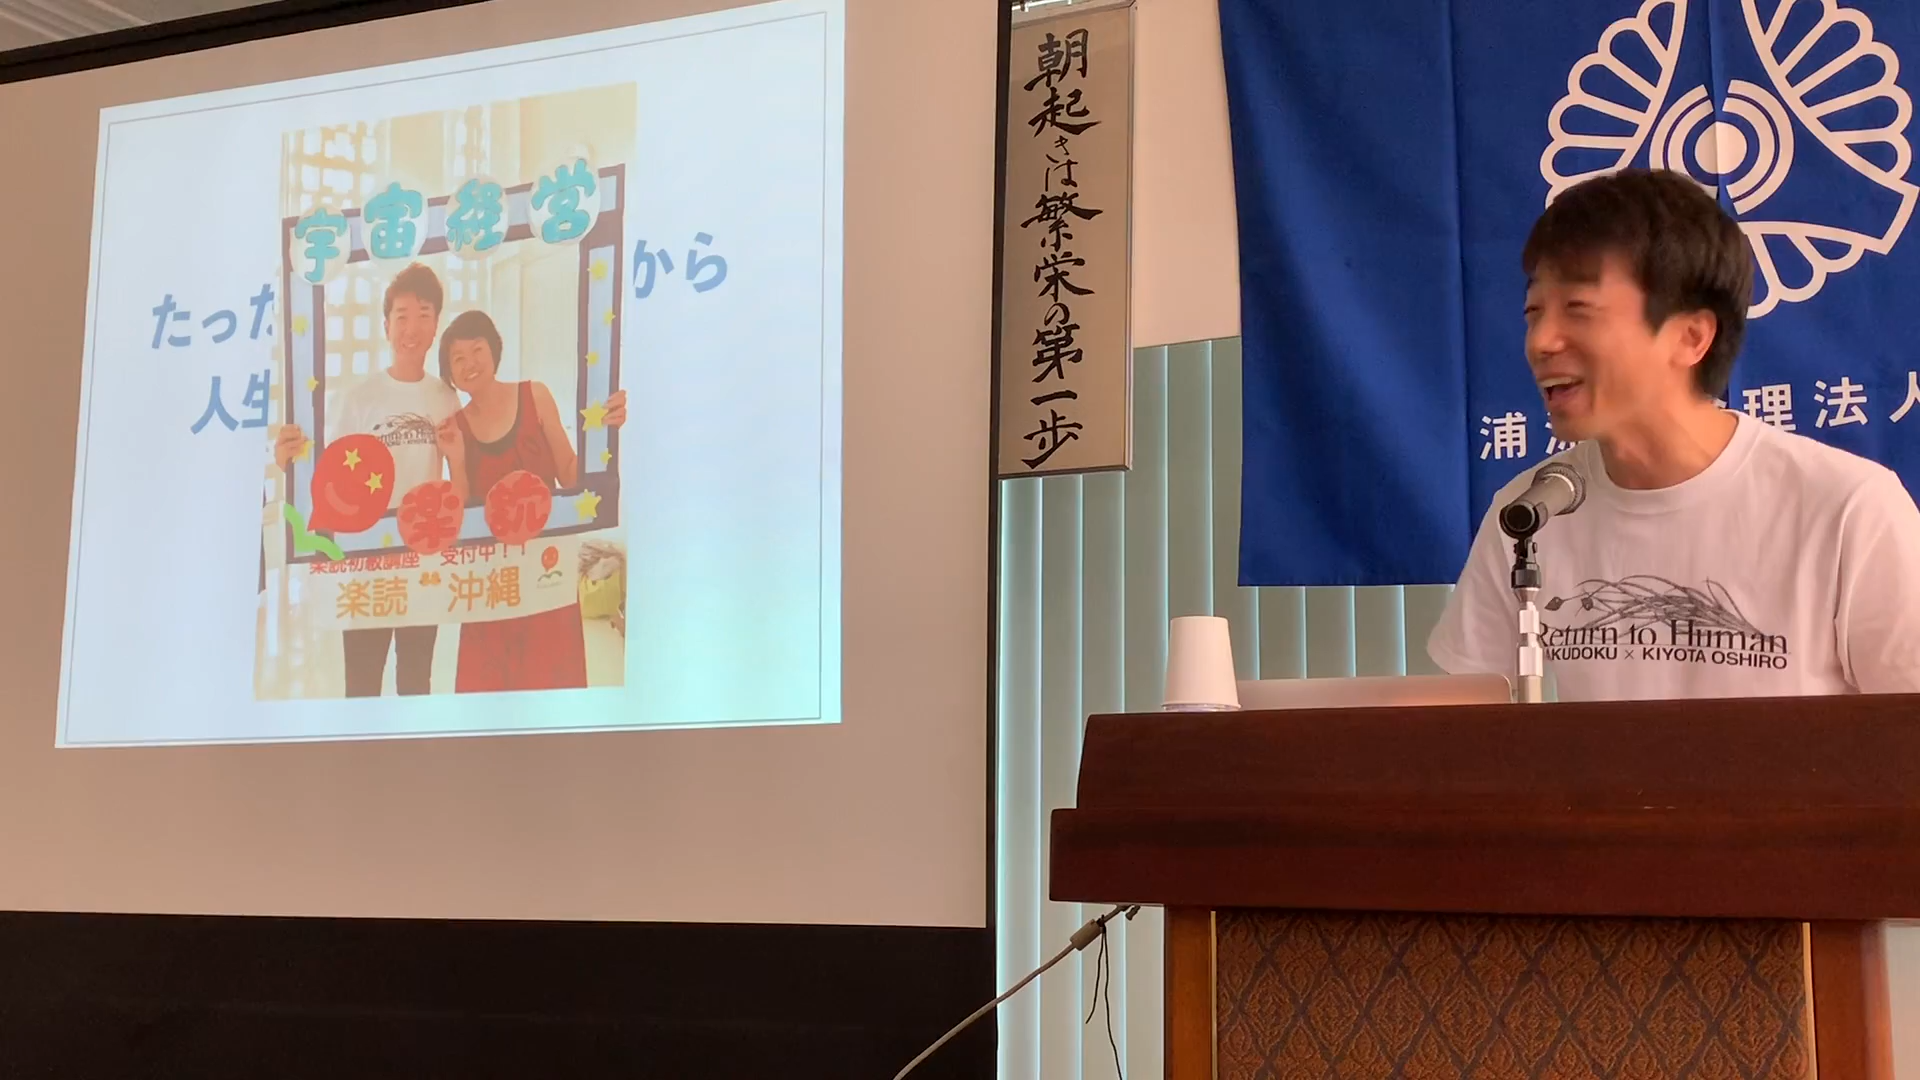 宇宙経営
たった
から
人生
楽読
楽読初級講座 受付中!!
楽読 沖縄
朝起きは繁栄の第一歩
浦
理法人
Return to Human
AKUDOKU × KIYOTA OSHIRO